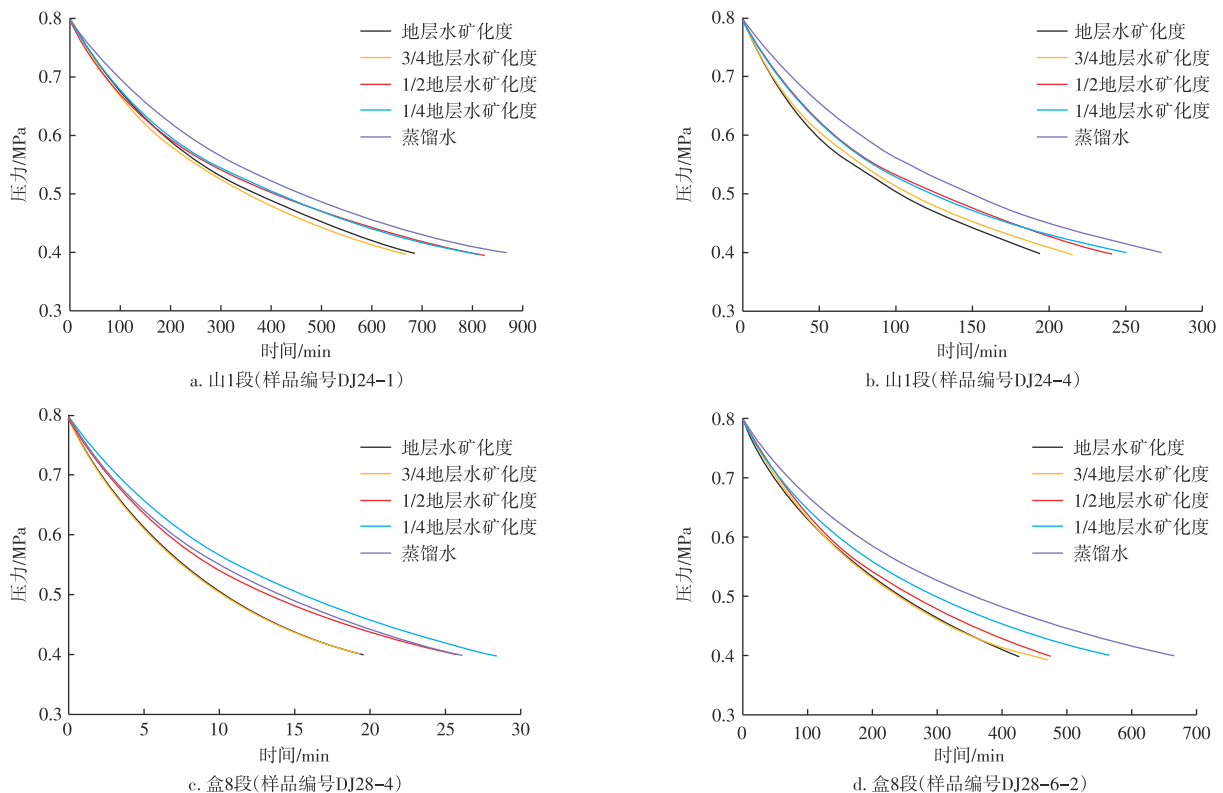 0.8
0.7
0.6
0.5
0.4
0.3
压力/MPa
地层水矿化度
3/4地层水矿化度
1/2地层水矿化度
1/4地层水矿化度
蒸馏水
0 100 200 300 400 500 600 700 800 900
时间/min
a. 山1段(样品编号DJ24-1)
0.8
0.7
0.6
0.5
0.4
0.3
压力/MPa
地层水矿化度
3/4地层水矿化度
1/2地层水矿化度
1/4地层水矿化度
蒸馏水
0 50 100 150 200 250 300
时间/min
b. 山1段(样品编号DJ24-4)
0.8
0.7
0.6
0.5
0.4
0.3
压力/MPa
地层水矿化度
3/4地层水矿化度
1/2地层水矿化度
1/4地层水矿化度
蒸馏水
0 5 10 15 20 25 30
时间/min
c. 盒8段(样品编号DJ28-4)
0.8
0.7
0.6
0.5
0.4
0.3
压力/MPa
地层水矿化度
3/4地层水矿化度
1/2地层水矿化度
1/4地层水矿化度
蒸馏水
0 100 200 300 400 500 600 700
时间/min
d. 盒8段(样品编号DJ28-6-2)